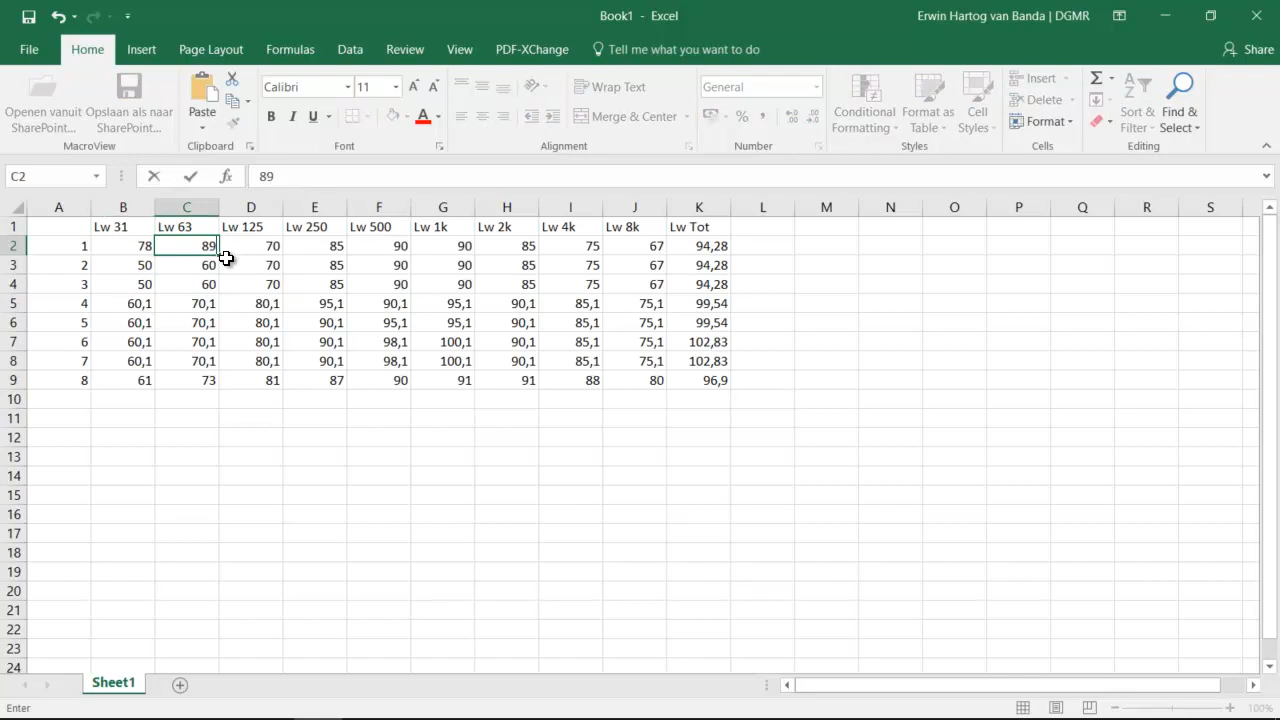 Book1 - Excel
Erwin Hartog van Banda | DGMR
File Home Insert Page Layout Formulas Data Review View PDF-XChange Tell me what you want to do Share
Openen vanuit SharePoint...
Opslaan als naar SharePoint...
MacroView
Paste
Clipboard
Calibri 11
B I U A
Font
Wrap Text
Merge & Center
Alignment
General
%
Number
Conditional Formatting
Format as Table
Cell Styles
Styles
Insert
Delete
Format
Cells
Sort & Filter
Find & Select
Editing
C2 fx 89
A B C D E F G H I J K L M N O P Q R S
1 Lw 31 Lw 63 Lw 125 Lw 250 Lw 500 Lw 1k Lw 2k Lw 4k Lw 8k Lw Tot
2 1 78 89 70 85 90 90 85 75 67 94,28
3 2 50 60 70 85 90 90 85 75 67 94,28
4 3 50 60 70 85 90 90 85 75 67 94,28
5 4 60,1 70,1 80,1 95,1 90,1 95,1 90,1 85,1 75,1 99,54
6 5 60,1 70,1 80,1 90,1 95,1 95,1 90,1 85,1 75,1 99,54
7 6 60,1 70,1 80,1 90,1 98,1 100,1 90,1 85,1 75,1 102,83
8 7 60,1 70,1 80,1 90,1 98,1 100,1 90,1 85,1 75,1 102,83
9 8 61 73 81 87 90 91 91 88 80 96,9
10
11
12
13
14
15
16
17
18
19
20
21
22
23
24
Sheet1
Enter
100%